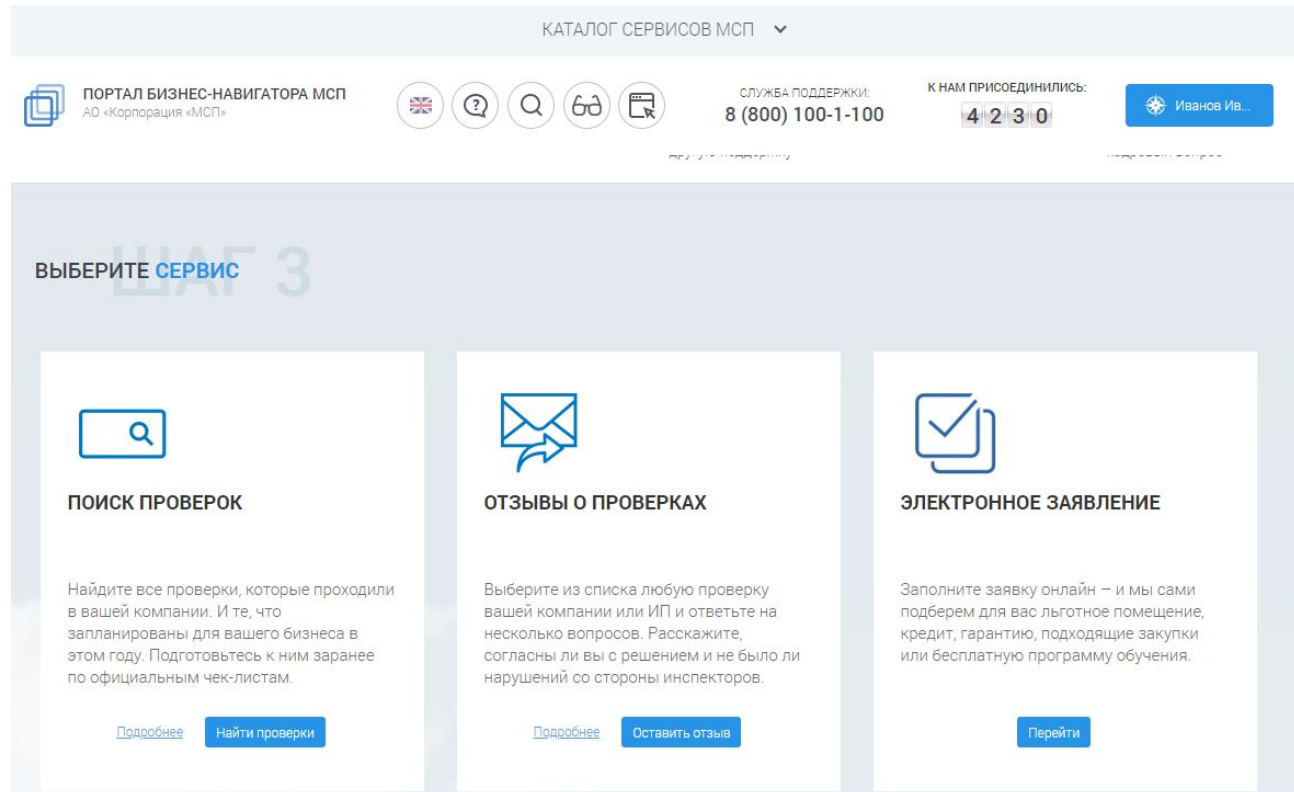 КАТАЛОГ СЕРВИСОВ МСП
ПОРТАЛ БИЗНЕС-НАВИГАТОРА МСП
АО «Корпорация «МСП»
СЛУЖБА ПОДДЕРЖКИ:
8 (800) 100-1-100
К НАМ ПРИСОЕДИНИЛИСЬ:
4230
Иванов Ив...
ШАГ 3
ВЫБЕРИТЕ СЕРВИС
ПОИСК ПРОВЕРОК
Найдите все проверки, которые проходили
в вашей компании. И те, что
запланированы для вашего бизнеса в
этом году. Подготовьтесь к ним заранее
по официальным чек-листам.
Подробнее
Найти проверки
ОТЗЫВЫ О ПРОВЕРКАХ
Выберите из списка любую проверку
вашей компании или ИП и ответьте на
несколько вопросов. Расскажите,
согласны ли вы с решением и не было ли
нарушений со стороны инспекторов.
Подробнее
Оставить отзыв
ЭЛЕКТРОННОЕ ЗАЯВЛЕНИЕ
Заполните заявку онлайн – и мы сами
подберем для вас льготное помещение,
кредит, гарантию, подходящие закупки
или бесплатную программу обучения.
Перейти